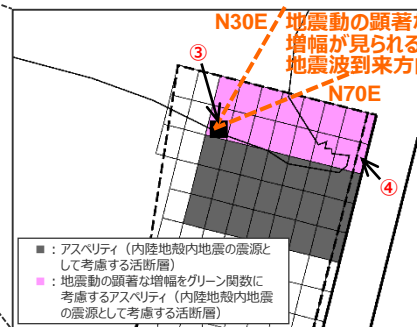 N30E
地震動の顕著な
増幅が見られる
地震波到来方向
③
N70E
④
■：アスペリティ（内陸地殻内地震の震源と
して考慮する活断層）
■：地震動の顕著な増幅をグリーン関数に
考慮するアスペリティ（内陸地殻内地震
の震源として考慮する活断層）